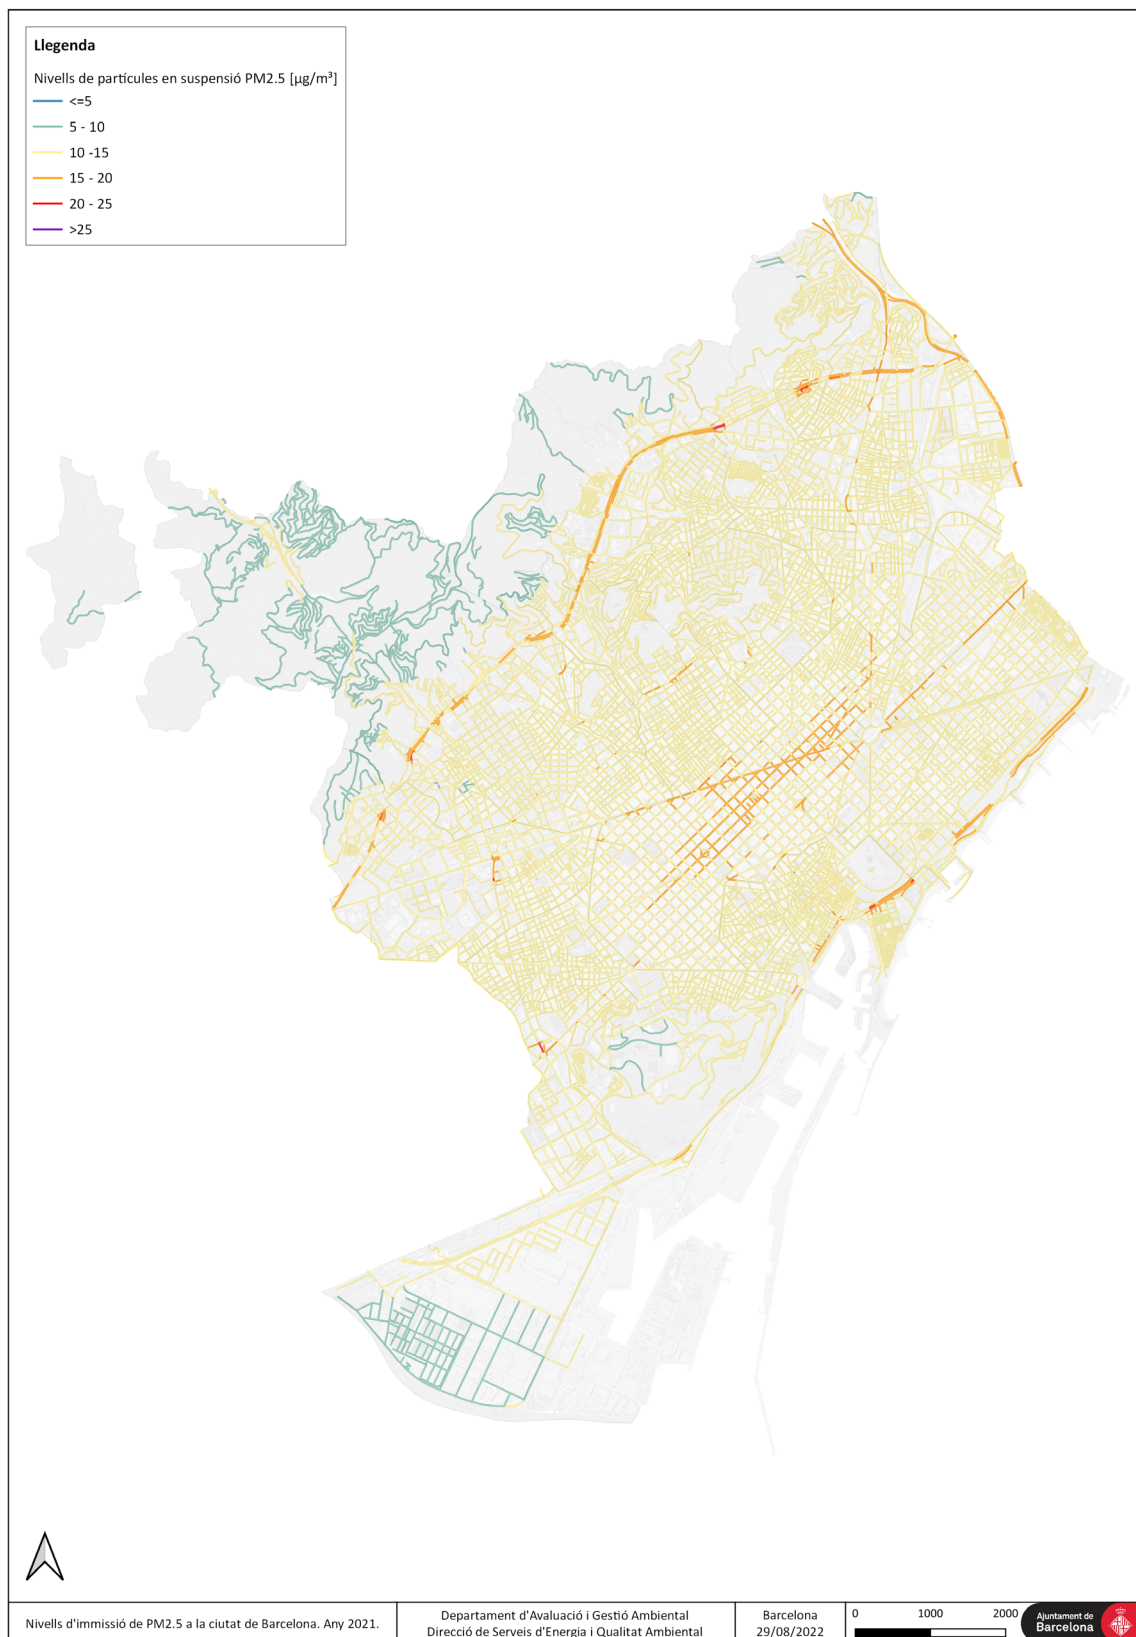 Llegenda
Nivells de partícules en suspensió PM2.5 [µg/m³]
<=5
5 - 10
10 -15
15 - 20
20 - 25
>25
Nivells d'immissió de PM2.5 a la ciutat de Barcelona. Any 2021.
Departament d'Avaluació i Gestió Ambiental
Direcció de Serveis d'Energia i Qualitat Ambiental
Barcelona
29/08/2022
0 1000 2000
Ajuntament de
Barcelona